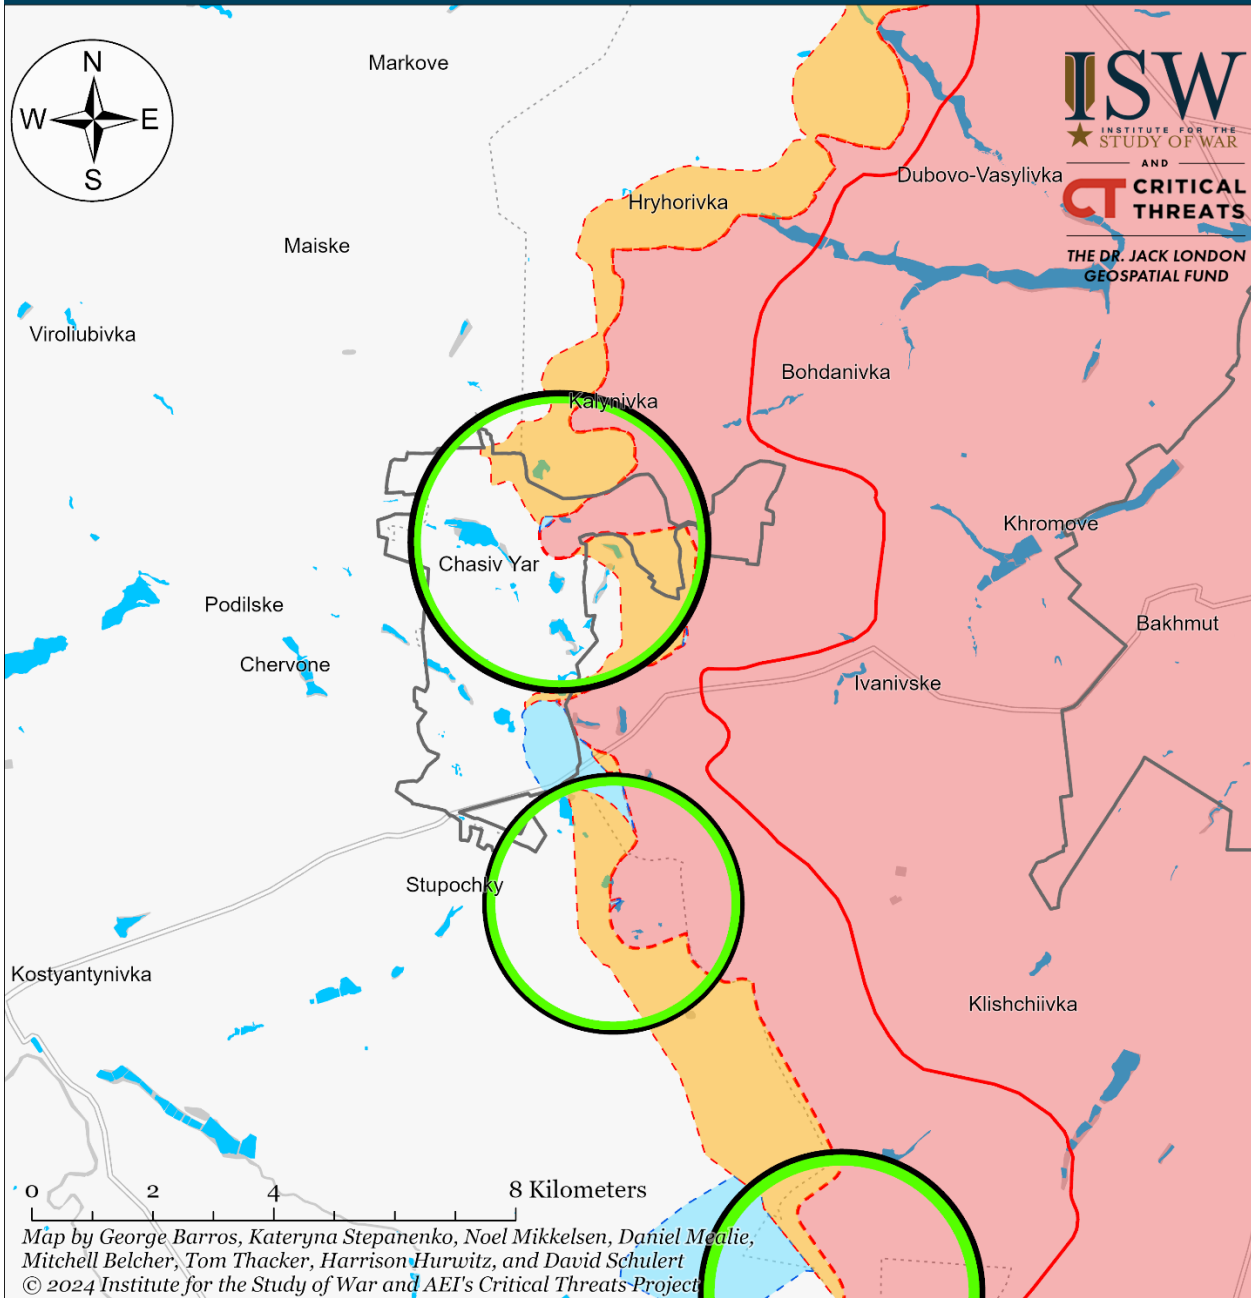 N
W E
S
Markove
ISW
INSTITUTE FOR THE
STUDY OF WAR
AND
CT CRITICAL
THREATS
THE DR. JACK LONDON
GEOSPATIAL FUND
Dubovo-Vasylivka
Hryhorivka
Maiske
Viroliubivka
Bohdanivka
Kalynivka
Khromove
Chasiv Yar
Podilske
Bakhmut
Chervone
Ivanivske
Stupochky
Kostyantynivka
Klishchiivka
0 2 4 8 Kilometers
Map by George Barros, Kateryna Stepanenko, Noel Mikkelsen, Daniel Mealie,
Mitchell Belcher, Tom Thacker, Harrison Hurwitz, and David Schulert
© 2024 Institute for the Study of War and AEI's Critical Threats Project